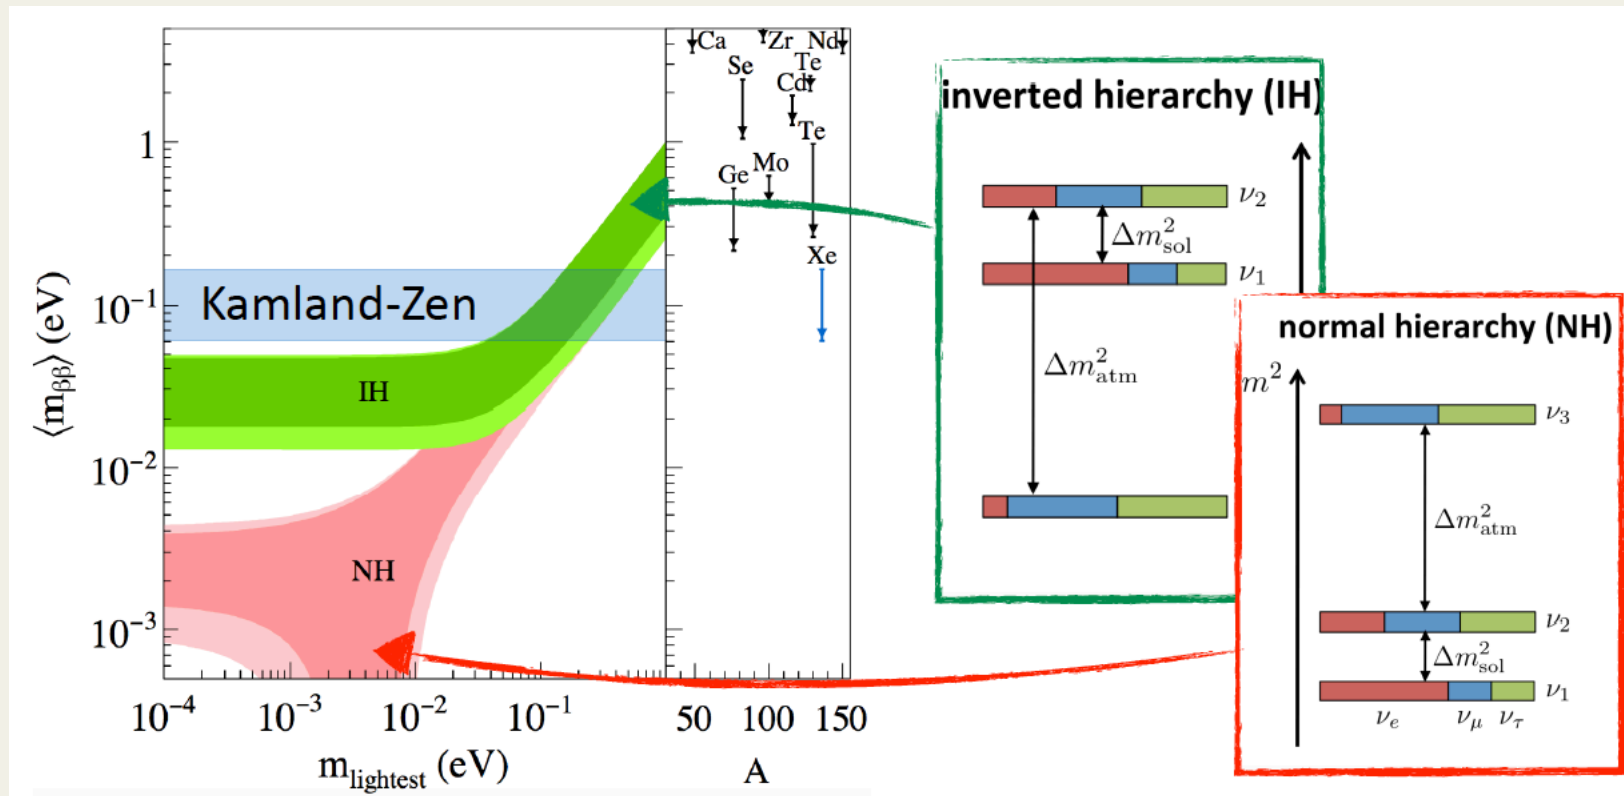 ⟨m_ββ⟩ (eV)
1
10⁻¹
10⁻²
10⁻³
Kamland-Zen
IH
NH
10⁻⁴ 10⁻³ 10⁻² 10⁻¹
m_lightest (eV)
Ca Zr Nd
Se Te
Cd
Te
Ge Mo
Xe
50 100 150
A
inverted hierarchy (IH)
ν₂
Δm²_sol
ν₁
Δm²_atm
normal hierarchy (NH)
m²
ν₃
Δm²_atm
ν₂
Δm²_sol
ν₁
ν_e ν_μ ν_τ